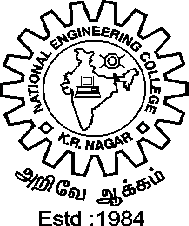 NATIONAL ENGINEERING COLLEGE
K.R. NAGAR
அறிவே ஆக்கம்
Estd :1984